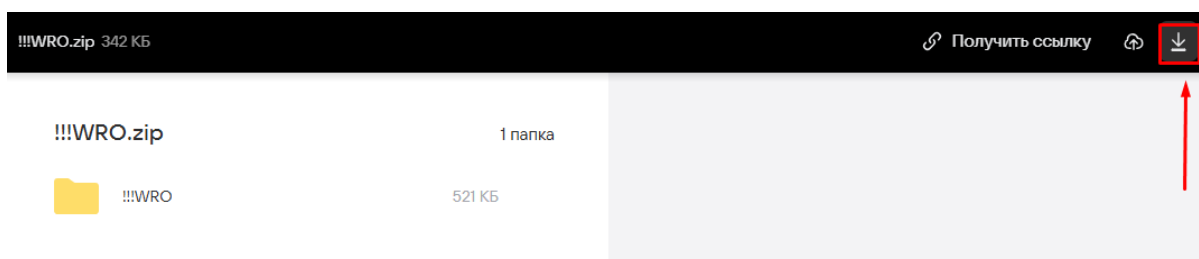 !!!WRO.zip 342 КБ
Получить ссылку
!!!WRO.zip
1 папка
!!!WRO
521 КБ